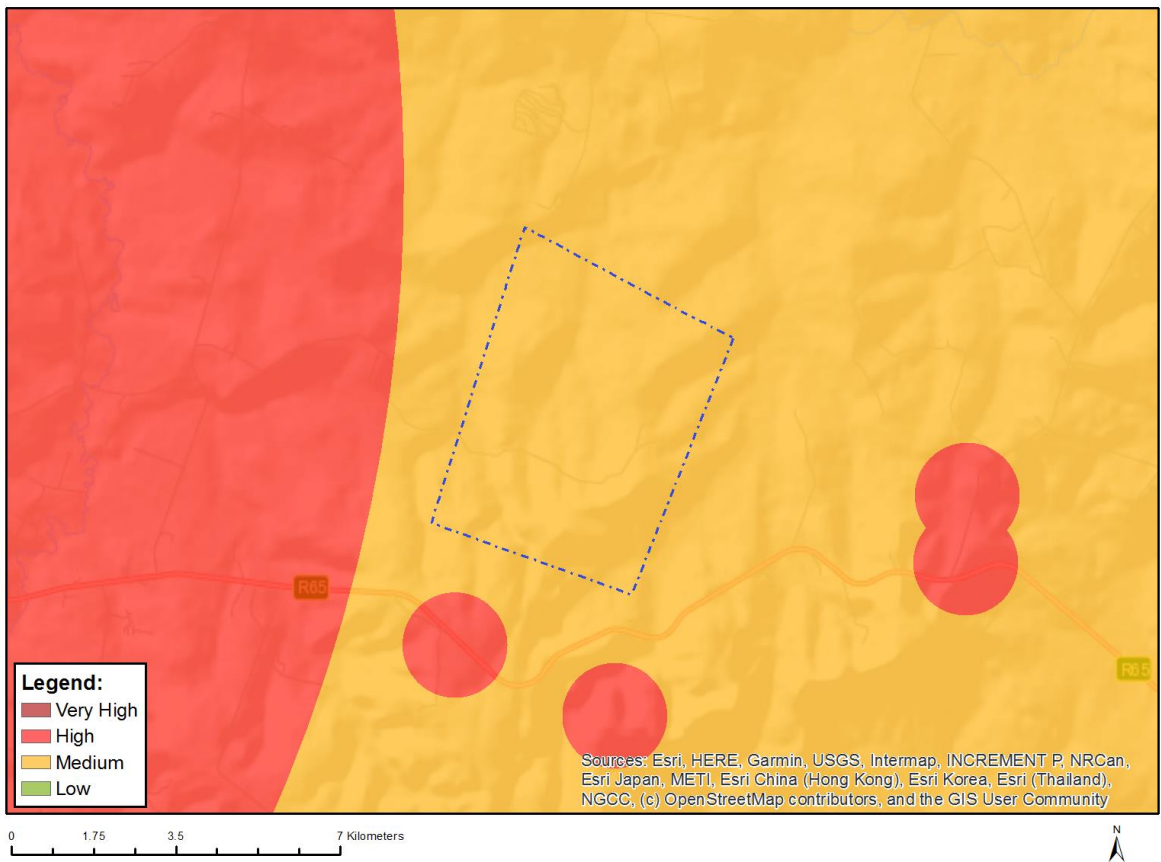 R65
R65
Legend:
Very High
High
Medium
Low
Sources: Esri, HERE, Garmin, USGS, Intermap, INCREMENT P, NRCan,
Esri Japan, METI, Esri China (Hong Kong), Esri Korea, Esri (Thailand),
NGCC, (c) OpenStreetMap contributors, and the GIS User Community
0 1.75 3.5 7 Kilometers
N